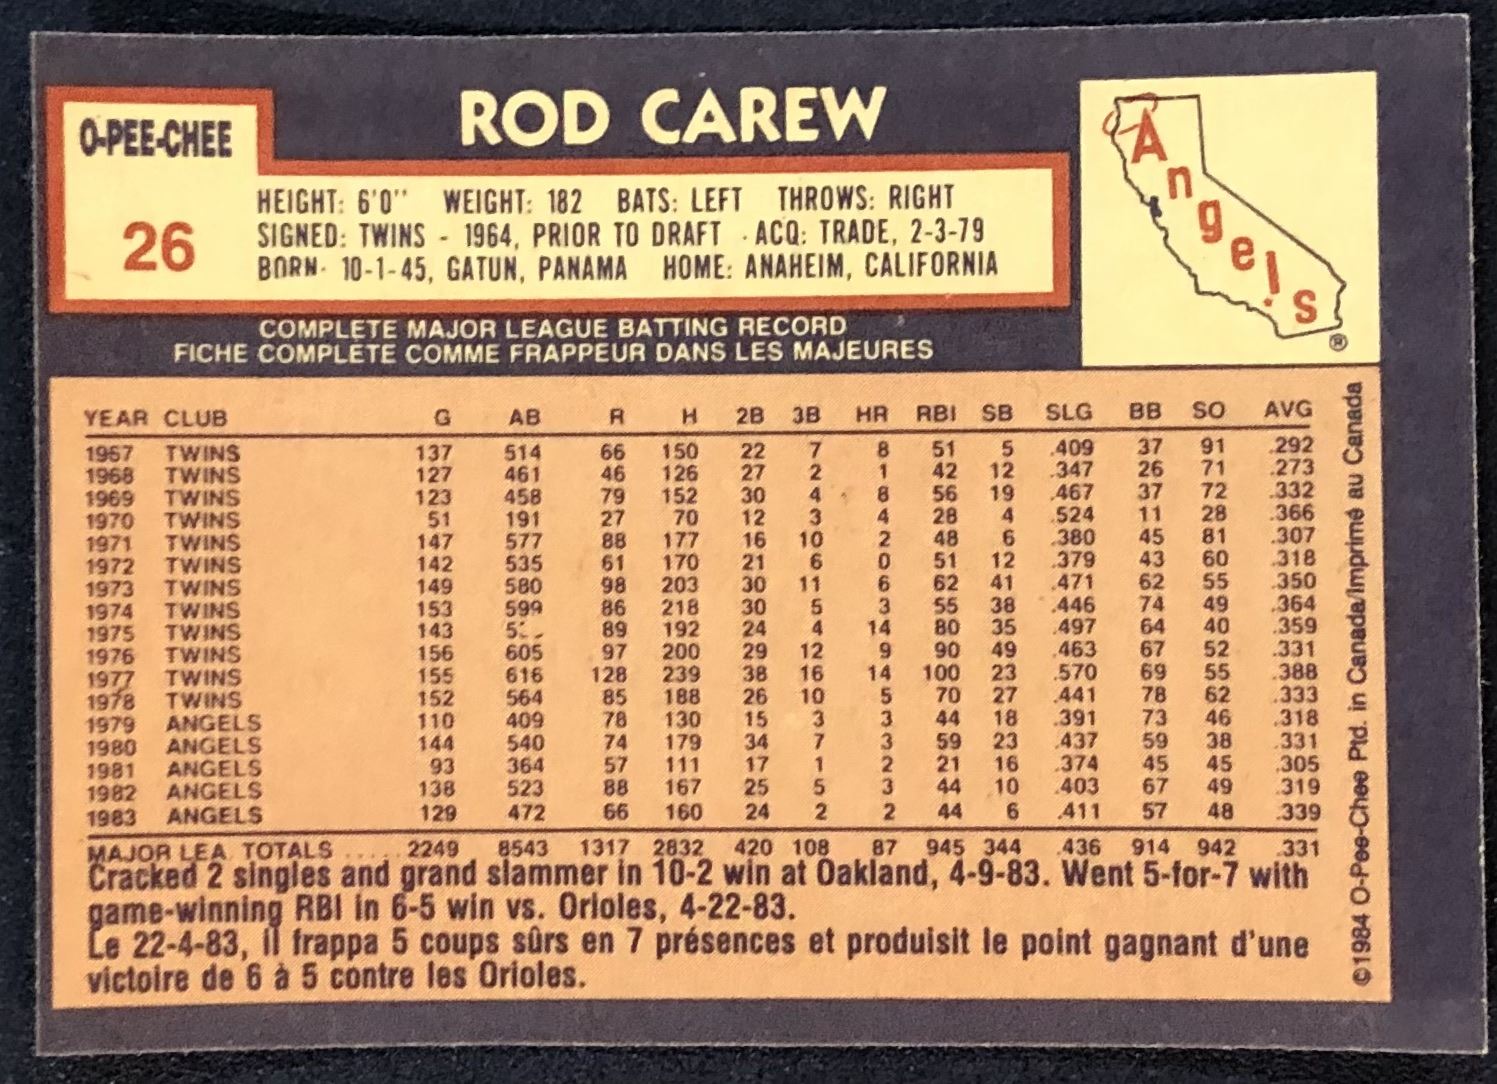 O-PEE-CHEE
26
ROD CAREW
HEIGHT: 6'0" WEIGHT: 182 BATS: LEFT THROWS: RIGHT
SIGNED: TWINS - 1964, PRIOR TO DRAFT ACQ: TRADE, 2-3-79
BORN: 10-1-45, GATUN, PANAMA HOME: ANAHEIM, CALIFORNIA
Angels
®
COMPLETE MAJOR LEAGUE BATTING RECORD
FICHE COMPLÈTE COMME FRAPPEUR DANS LES MAJEURES
YEAR CLUB G AB R H 2B 3B HR RBI SB SLG BB SO AVG
1967 TWINS 137 514 66 150 22 7 8 51 5 .409 37 91 .292
1968 TWINS 127 461 46 126 27 2 1 42 12 .347 26 71 .273
1969 TWINS 123 458 79 152 30 4 8 56 19 .467 37 72 .332
1970 TWINS 51 191 27 70 12 3 4 28 4 .524 11 28 .366
1971 TWINS 147 577 88 177 16 10 2 48 6 .380 45 81 .307
1972 TWINS 142 535 61 170 21 6 0 51 12 .379 43 60 .318
1973 TWINS 149 580 98 203 30 11 6 62 41 .471 62 55 .350
1974 TWINS 153 599 86 218 30 5 3 55 38 .446 74 49 .364
1975 TWINS 143 89 192 24 4 14 80 35 .497 64 40 .359
1976 TWINS 156 605 97 200 29 12 9 90 49 .463 67 52 .331
1977 TWINS 155 616 128 239 38 16 14 100 23 .570 69 55 .388
1978 TWINS 152 564 85 188 26 10 5 70 27 .441 78 62 .333
1979 ANGELS 110 409 78 130 15 3 3 44 18 .391 73 46 .318
1980 ANGELS 144 540 74 179 34 7 3 59 23 .437 59 38 .331
1981 ANGELS 93 364 57 111 17 1 2 21 16 .374 45 45 .305
1982 ANGELS 138 523 88 167 25 5 3 44 10 .403 67 49 .319
1983 ANGELS 129 472 66 160 24 2 2 44 6 .411 57 48 .339
MAJOR LEA. TOTALS ..... 2249 8543 1317 2832 420 108 87 945 344 .436 914 942 .331
Cracked 2 singles and grand slammer in 10-2 win at Oakland, 4-9-83. Went 5-for-7 with
game-winning RBI in 6-5 win vs. Orioles, 4-22-83.
Le 22-4-83, il frappa 5 coups sûrs en 7 présences et produisit le point gagnant d'une
victoire de 6 à 5 contre les Orioles.
©1984 O-Pee-Chee Ptd. in Canada/Imprimé au Canada